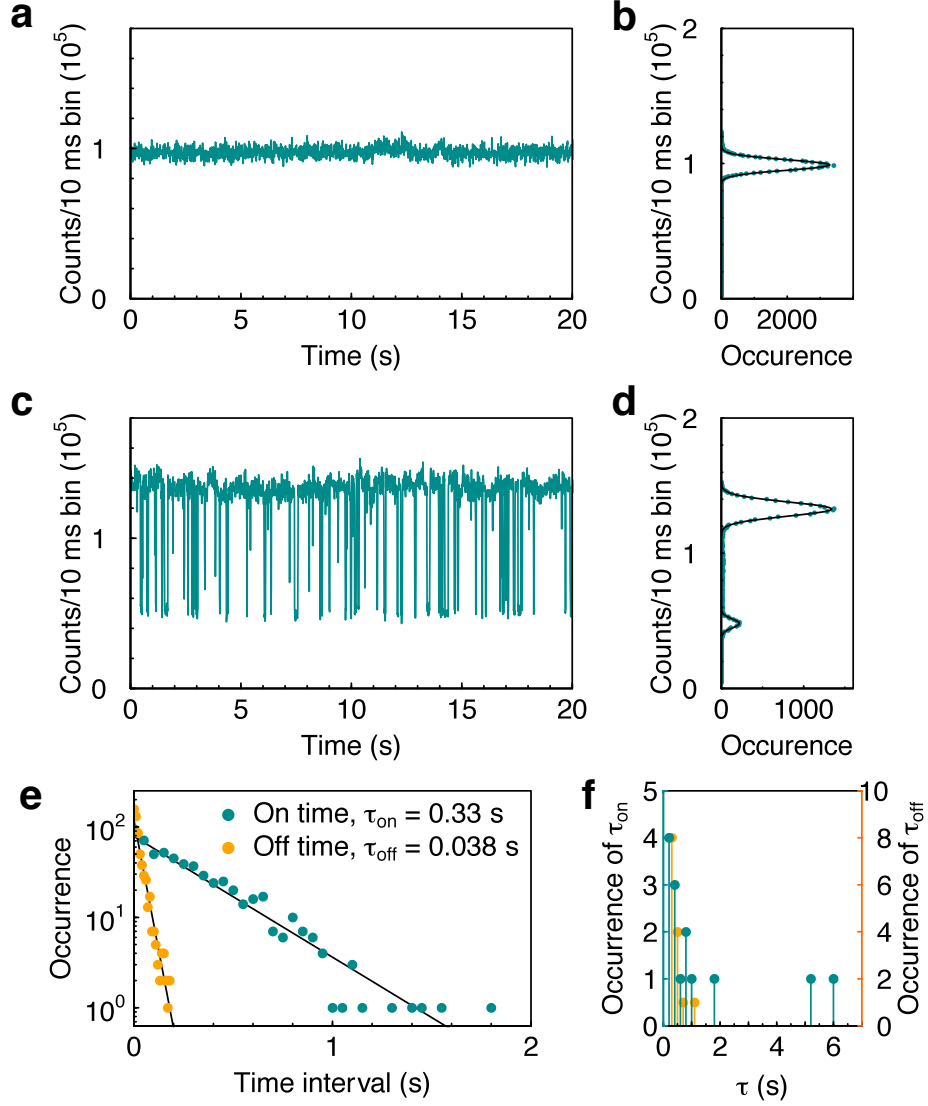 a
Counts/10 ms bin (10⁵)
1
0
0 5 10 15 20
Time (s)
b
Counts/10 ms bin (10⁵)
2
1
0
0 2000
Occurence
c
Counts/10 ms bin (10⁵)
1
0
0 5 10 15 20
Time (s)
d
Counts/10 ms bin (10⁵)
2
1
0
0 1000
Occurence
e
Occurrence
10²
10¹
10⁰
On time, τon = 0.33 s
Off time, τoff = 0.038 s
0 1 2
Time interval (s)
f
Occurrence of τon
5
4
3
2
1
0
10
8
6
4
2
0
Occurrence of τoff
0 2 4 6
τ (s)